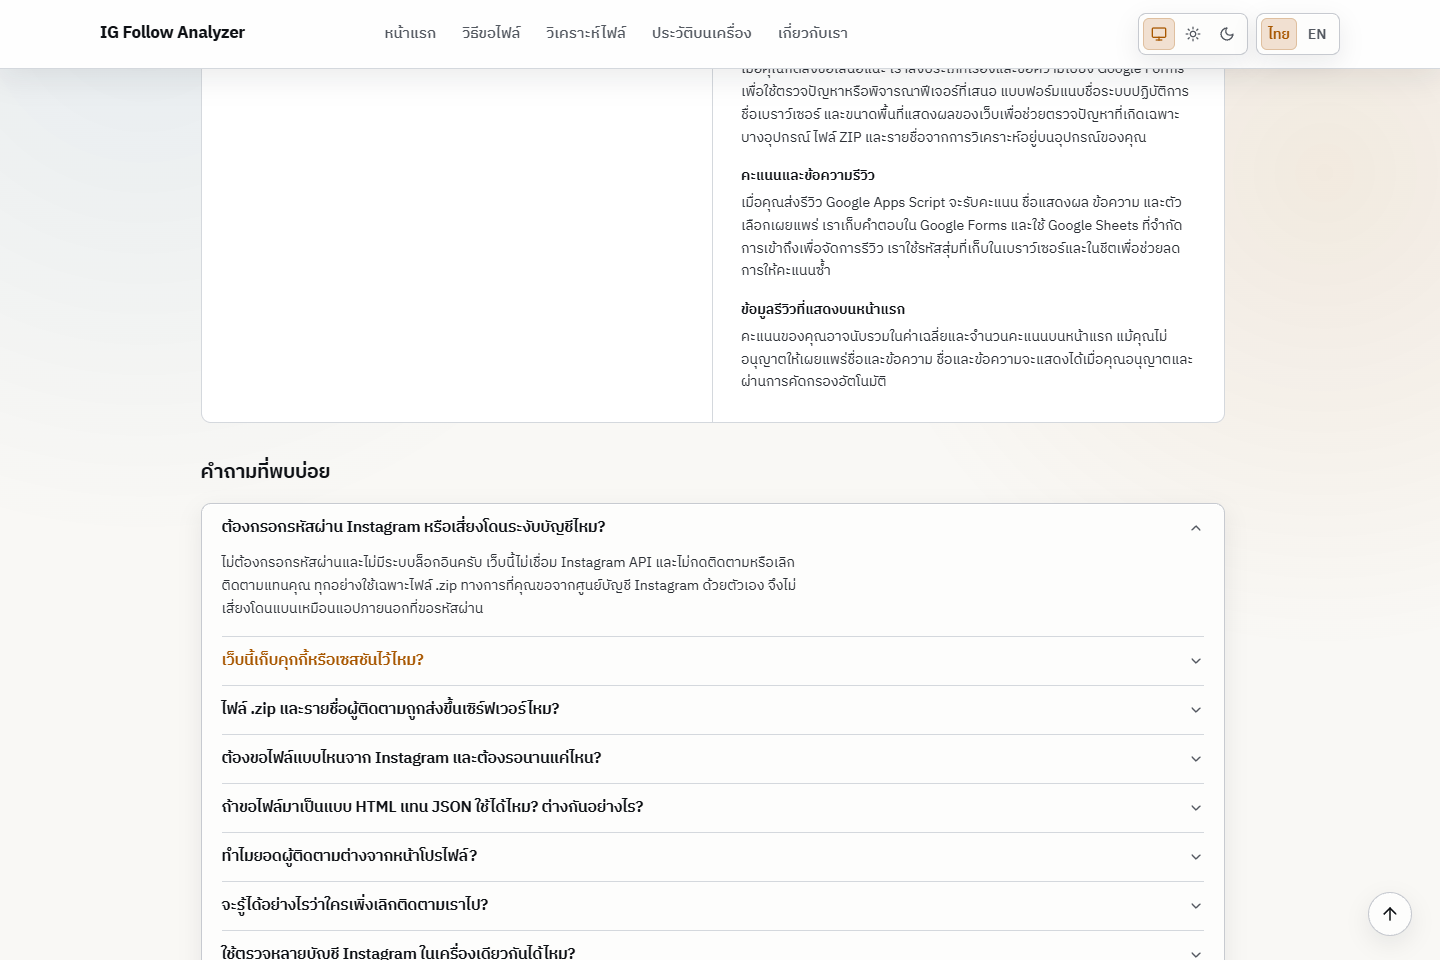 IG Follow Analyzer
หน้าแรก
วิธีขอไฟล์
วิเคราะห์ไฟล์
ประวัติบนเครื่อง
เกี่ยวกับเรา
ไทย
EN
เมื่อคุณกดส่งข้อเสนอแนะ เราส่งประเภทเรื่องและข้อความไปยัง Google Forms
เพื่อใช้ตรวจปัญหาหรือพิจารณาฟีเจอร์ที่เสนอ แบบฟอร์มแนบชื่อระบบปฏิบัติการ
ชื่อเบราว์เซอร์ และขนาดพื้นที่แสดงผลของเว็บเพื่อช่วยตรวจปัญหาที่เกิดเฉพาะ
บางอุปกรณ์ ไฟล์ ZIP และรายชื่อจากการวิเคราะห์อยู่บนอุปกรณ์ของคุณ
คะแนนและข้อความรีวิว
เมื่อคุณส่งรีวิว Google Apps Script จะรับคะแนน ชื่อแสดงผล ข้อความ และตัว
เลือกเผยแพร่ เราเก็บคำตอบใน Google Forms และใช้ Google Sheets ที่จำกัด
การเข้าถึงเพื่อจัดการรีวิว เราใช้รหัสสุ่มที่เก็บในเบราว์เซอร์และในชีตเพื่อช่วยลด
การให้คะแนนซ้ำ
ข้อมูลรีวิวที่แสดงบนหน้าแรก
คะแนนของคุณอาจนับรวมในค่าเฉลี่ยและจำนวนคะแนนบนหน้าแรก แม้คุณไม่
อนุญาตให้เผยแพร่ชื่อและข้อความ ชื่อและข้อความจะแสดงได้เมื่อคุณอนุญาตและ
ผ่านการคัดกรองอัตโนมัติ
คำถามที่พบบ่อย
ต้องกรอกรหัสผ่าน Instagram หรือเสี่ยงโดนระงับบัญชีไหม?
ไม่ต้องกรอกรหัสผ่านและไม่มีระบบล็อกอินครับ เว็บนี้ไม่เชื่อม Instagram API และไม่กดติดตามหรือเลิก
ติดตามแทนคุณ ทุกอย่างใช้เฉพาะไฟล์ .zip ทางการที่คุณขอจากศูนย์บัญชี Instagram ด้วยตัวเอง จึงไม่
เสี่ยงโดนแบนเหมือนแอปภายนอกที่ขอรหัสผ่าน
เว็บนี้เก็บคุกกี้หรือเซสชันไว้ไหม?
ไฟล์ .zip และรายชื่อผู้ติดตามถูกส่งขึ้นเซิร์ฟเวอร์ไหม?
ต้องขอไฟล์แบบไหนจาก Instagram และต้องรอนานแค่ไหน?
ถ้าขอไฟล์มาเป็นแบบ HTML แทน JSON ใช้ได้ไหม? ต่างกันอย่างไร?
ทำไมยอดผู้ติดตามต่างจากหน้าโปรไฟล์?
จะรู้ได้อย่างไรว่าใครเพิ่งเลิกติดตามเราไป?
ใช้ตรวจหลายบัญชี Instagram ในเครื่องเดียวกันได้ไหม?